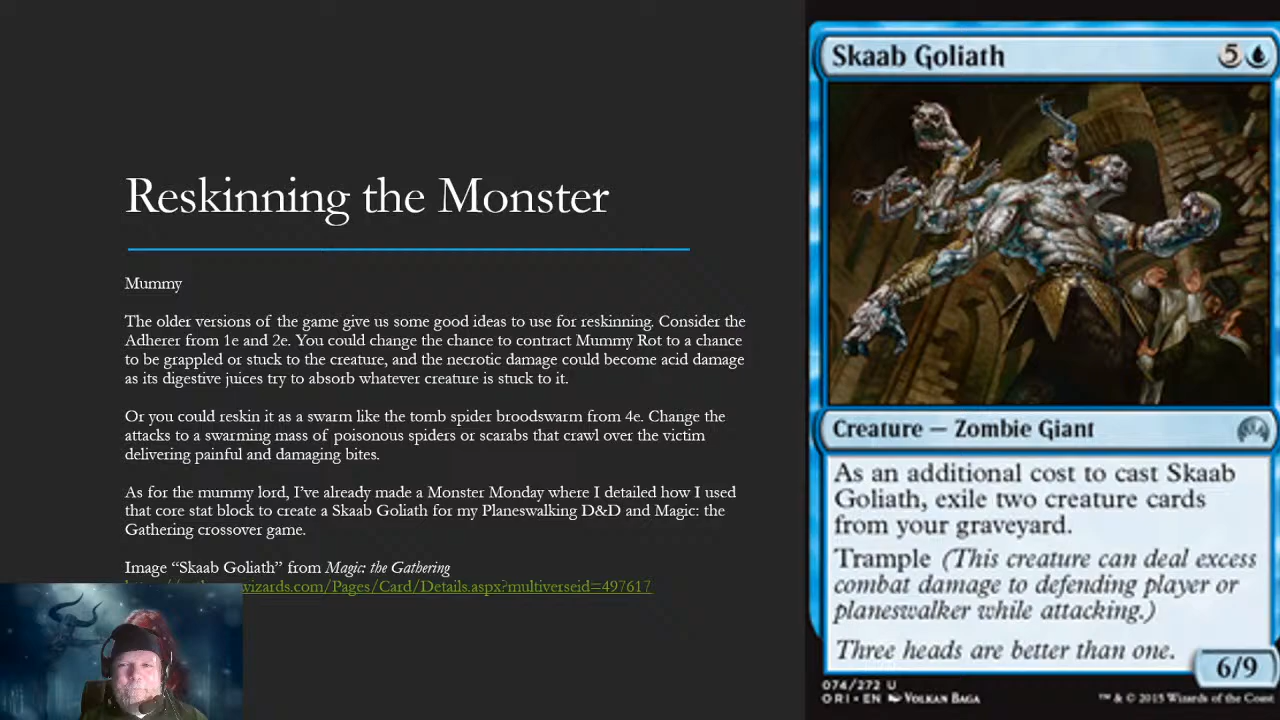 Reskinning the Monster
Mummy
The older versions of the game give us some good ideas to use for reskinning. Consider the
Adherer from 1e and 2e. You could change the chance to contract Mummy Rot to a chance
to be grappled or stuck to the creature, and the necrotic damage could become acid damage
as its digestive juices try to absorb whatever creature is stuck to it.
Or you could reskin it as a swarm like the tomb spider broodswarm from 4e. Change the
attacks to a swarming mass of poisonous spiders or scarabs that crawl over the victim
delivering painful and damaging bites.
As for the mummy lord, I've already made a Monster Monday where I detailed how I used
that core stat block to create a Skaab Goliath for my Planeswalking D&D and Magic: the
Gathering crossover game.
Image “Skaab Goliath” from Magic: the Gathering
wizards.com/Pages/Card/Details.aspx?multiverseid=497617
Skaab Goliath 5
Creature — Zombie Giant
As an additional cost to cast Skaab
Goliath, exile two creature cards
from your graveyard.
Trample (This creature can deal excess
combat damage to defending player or
planeswalker while attacking.)
Three heads are better than one.
6/9
074/272 U
ORI • EN Volkan Baga
™ & © 2015 Wizards of the Coast